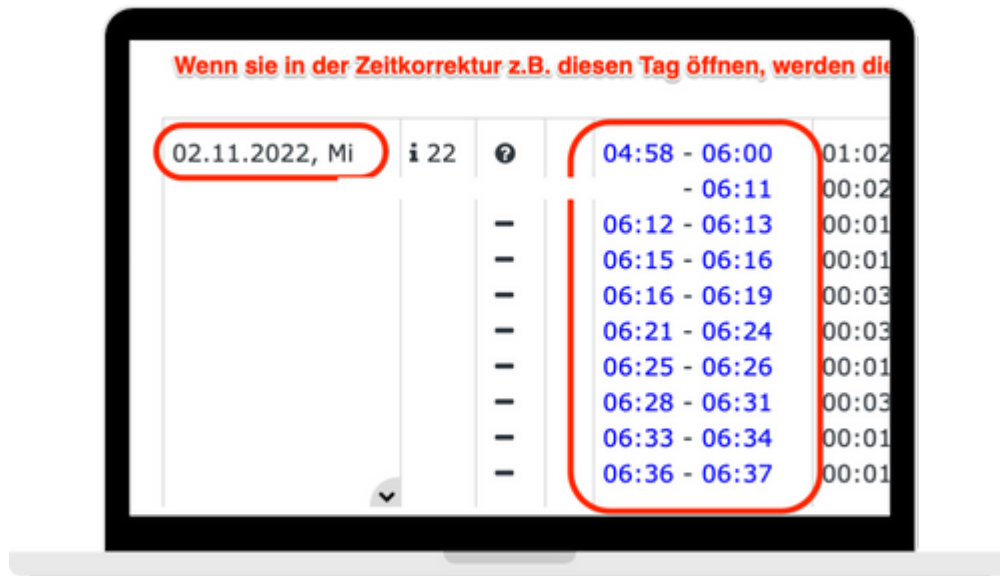 Wenn sie in der Zeitkorrektur z.B. diesen Tag öffnen, werden die
02.11.2022, Mi i 22 ? 04:58 - 06:00 01:02
- 06:11 00:02
– 06:12 - 06:13 00:01
– 06:15 - 06:16 00:01
– 06:16 - 06:19 00:03
– 06:21 - 06:24 00:03
– 06:25 - 06:26 00:01
– 06:28 - 06:31 00:03
– 06:33 - 06:34 00:01
– 06:36 - 06:37 00:01